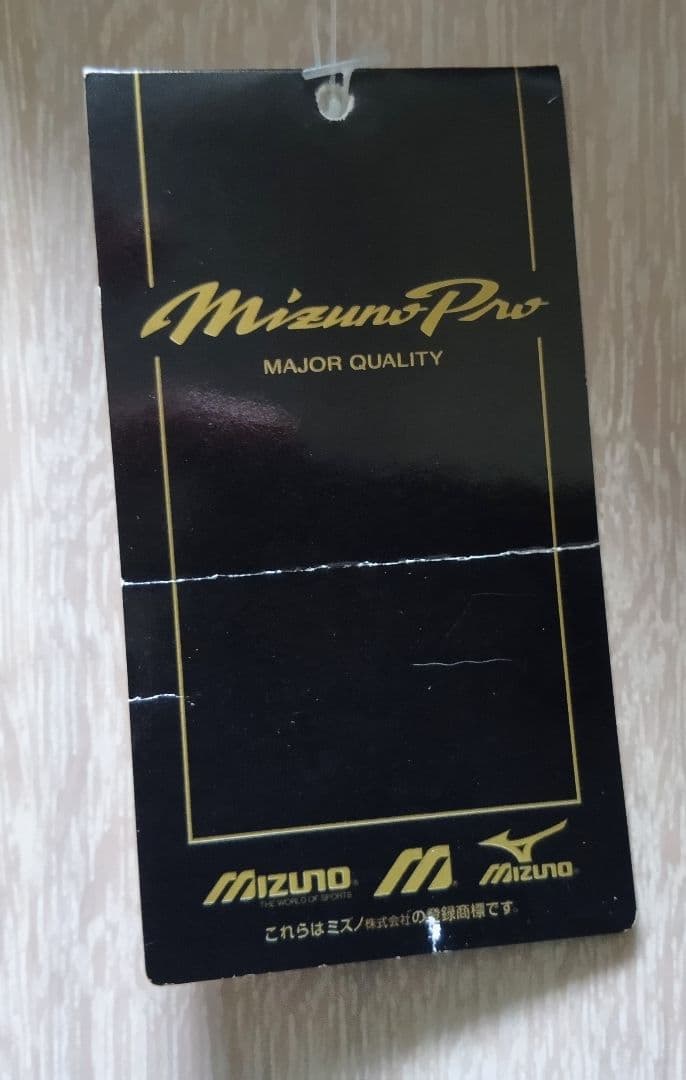 Mizuno Pro
MAJOR QUALITY
MIZUNO®
THE WORLD OF SPORTS
M®
MIZUNO®
これらはミズノ株式会社の登録商標です。